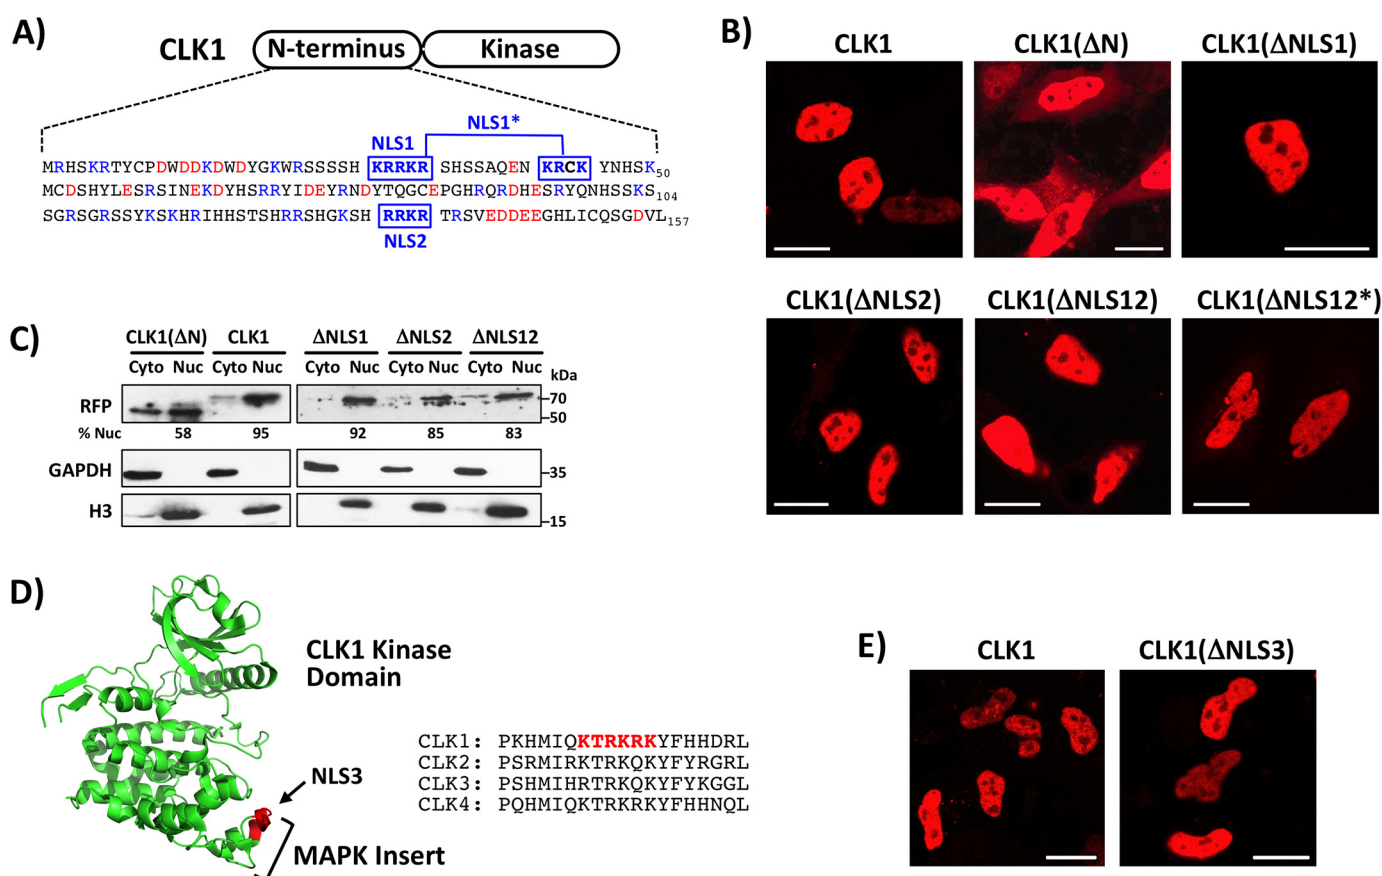 A)
CLK1 N-terminus Kinase
NLS1*
NLS1
MRHSKRTYCPDWDDKDWDYGKWRSSSSH KRRKR SHSSAQEN KRCK YNHSK50
MCDSHYLESRSINEKDYHSRRYIDEYRNDYTQGCEPGHRQRDHESRYQNHSSKS104
SGRSGRSSYKSKHRIHHSTSHRRSHGKSH RRKR TRSVEDDEEGHLICQSGDVL157
NLS2
B)
CLK1 CLK1(ΔN) CLK1(ΔNLS1)
CLK1(ΔNLS2) CLK1(ΔNLS12) CLK1(ΔNLS12*)
C)
CLK1(ΔN) CLK1 ΔNLS1 ΔNLS2 ΔNLS12
Cyto Nuc Cyto Nuc Cyto Nuc Cyto Nuc Cyto Nuc
kDa
RFP 70
50
% Nuc 58 95 92 85 83
GAPDH 35
H3 15
D)
CLK1 Kinase
Domain
NLS3
MAPK Insert
CLK1: PKHMIQKTRKRKYFHHDRL
CLK2: PSRMIRKTRKQKYFYRGRL
CLK3: PSHMIHRTRKQKYFYKGGL
CLK4: PQHMIQKTRKRKYFHHNQL
E)
CLK1 CLK1(ΔNLS3)